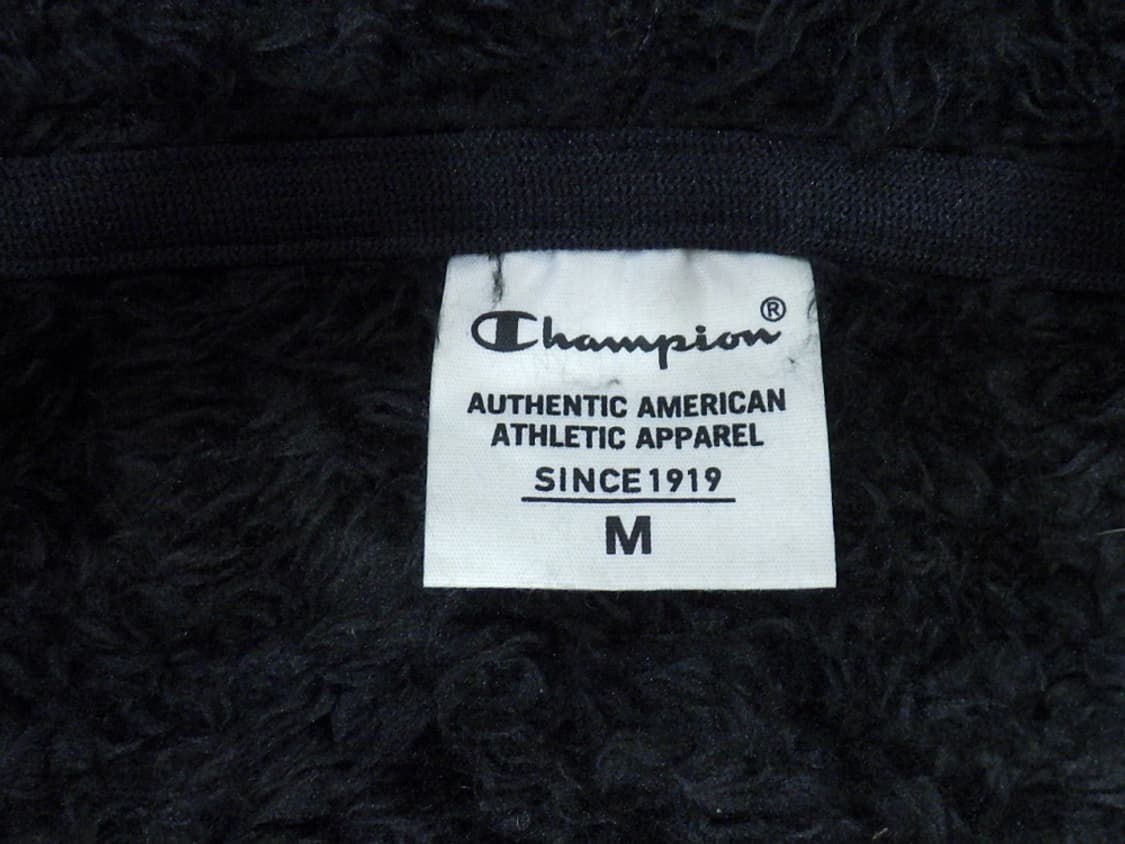 Champion®
AUTHENTIC AMERICAN
ATHLETIC APPAREL
SINCE 1919
M